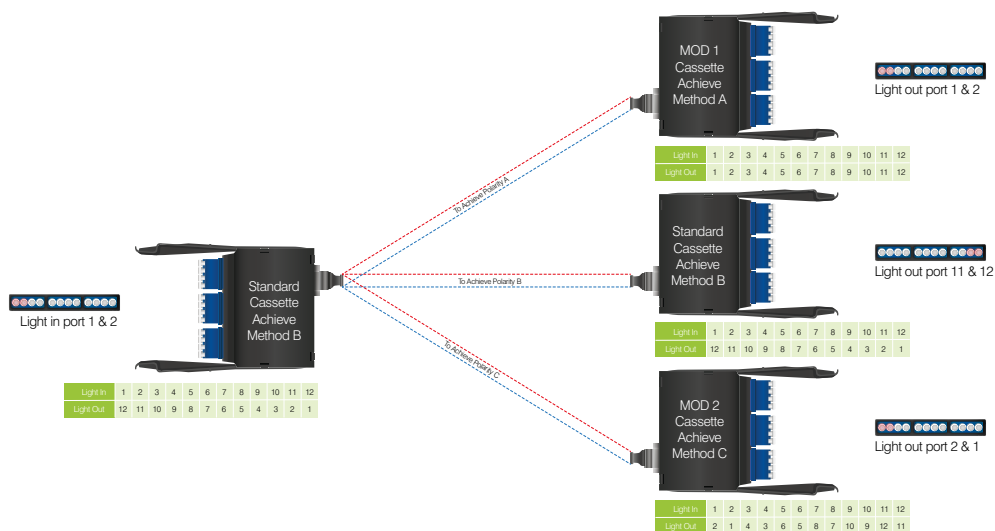 MOD 1
Cassette
Achieve
Method A
Light out port 1 & 2
Light In 1 2 3 4 5 6 7 8 9 10 11 12
Light Out 1 2 3 4 5 6 7 8 9 10 11 12
To Achieve Polarity A
Standard
Cassette
Achieve
Method B
Light in port 1 & 2
Light In 1 2 3 4 5 6 7 8 9 10 11 12
Light Out 12 11 10 9 8 7 6 5 4 3 2 1
To Achieve Polarity B
Standard
Cassette
Achieve
Method B
Light out port 11 & 12
Light In 1 2 3 4 5 6 7 8 9 10 11 12
Light Out 12 11 10 9 8 7 6 5 4 3 2 1
To Achieve Polarity C
MOD 2
Cassette
Achieve
Method C
Light out port 2 & 1
Light In 1 2 3 4 5 6 7 8 9 10 11 12
Light Out 2 1 4 3 6 5 8 7 10 9 12 11